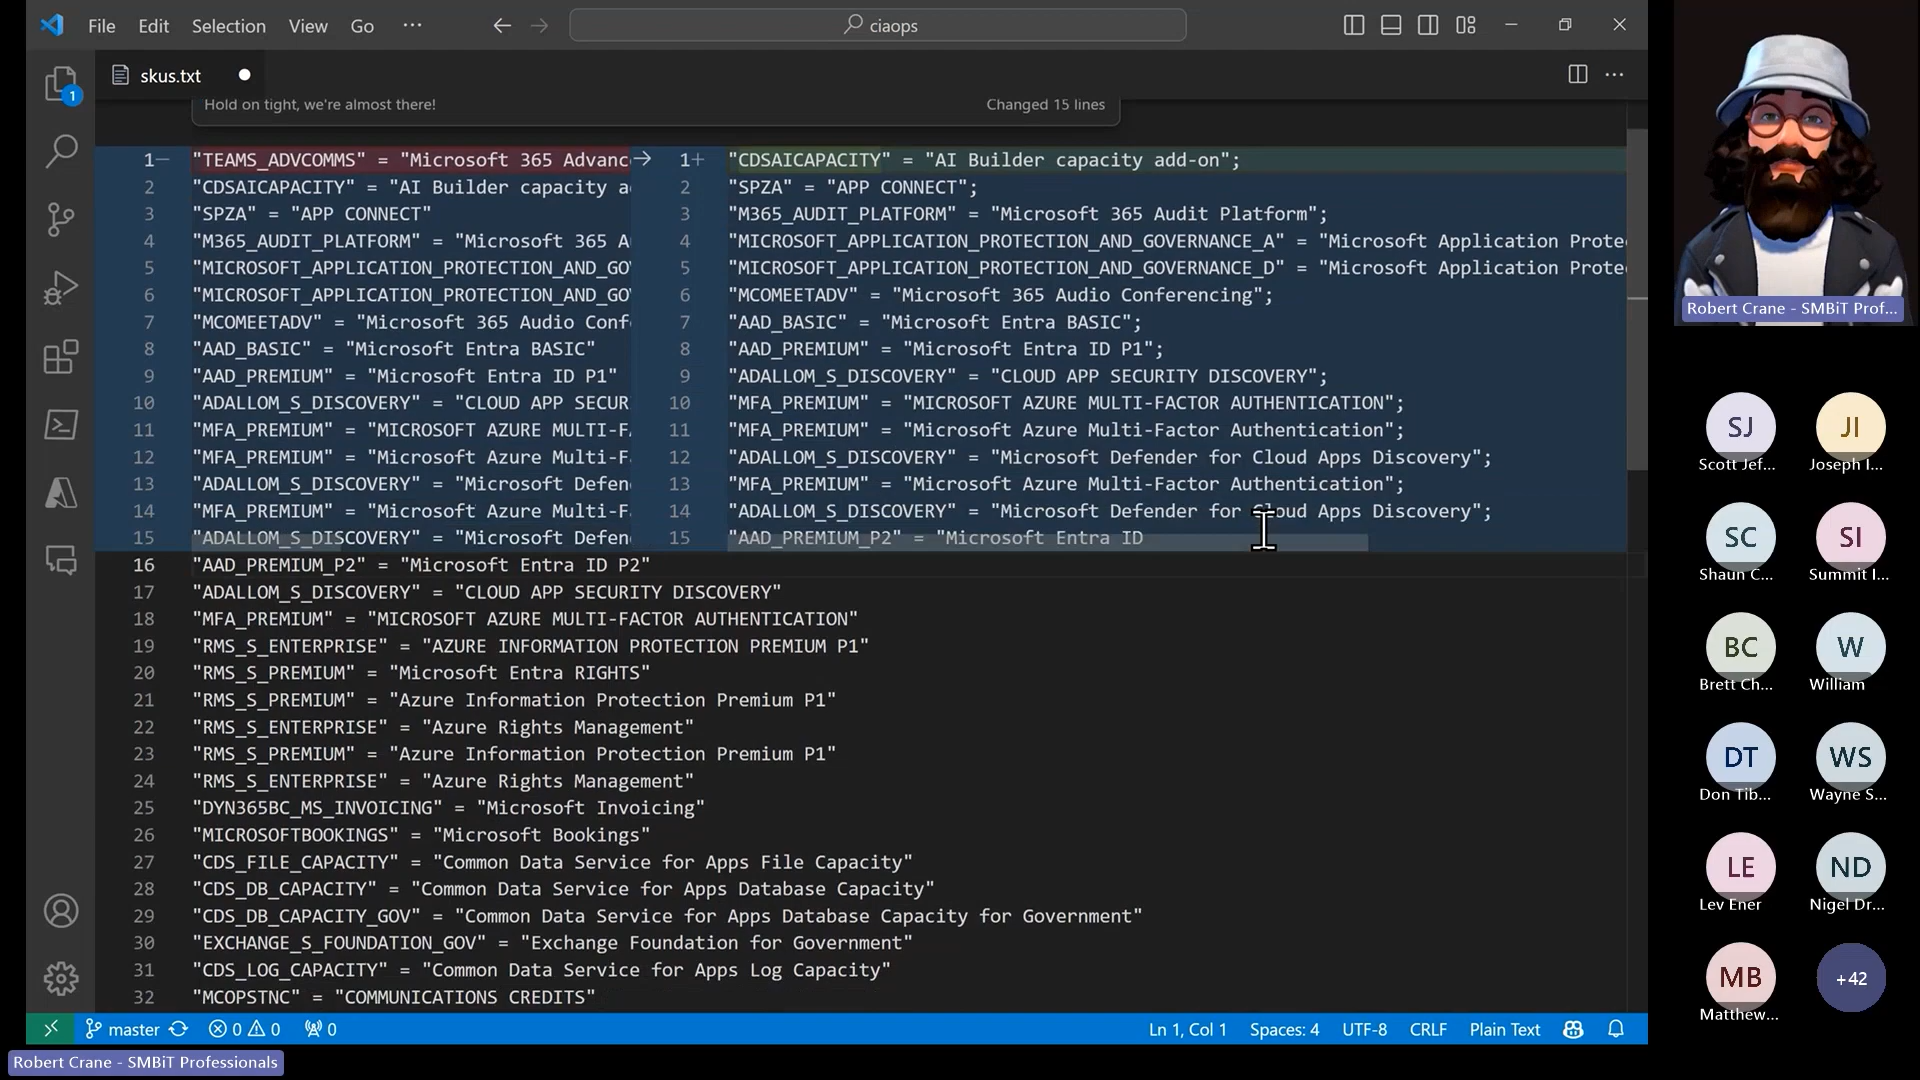 File Edit Selection View Go ··· ciaops
skus.txt
Hold on tight, we're almost there! Changed 15 lines
1 "TEAMS_ADVCOMMS" = "Microsoft 365 Advanc
2 "CDSAICAPACITY" = "AI Builder capacity a
3 "SPZA" = "APP CONNECT"
4 "M365_AUDIT_PLATFORM" = "Microsoft 365 A
5 "MICROSOFT_APPLICATION_PROTECTION_AND_GO
6 "MICROSOFT_APPLICATION_PROTECTION_AND_GO
7 "MCOMEETADV" = "Microsoft 365 Audio Conf
8 "AAD_BASIC" = "Microsoft Entra BASIC"
9 "AAD_PREMIUM" = "Microsoft Entra ID P1"
10 "ADALLOM_S_DISCOVERY" = "CLOUD APP SECUR
11 "MFA_PREMIUM" = "MICROSOFT AZURE MULTI-F
12 "MFA_PREMIUM" = "Microsoft Azure Multi-F
13 "ADALLOM_S_DISCOVERY" = "Microsoft Defen
14 "MFA_PREMIUM" = "Microsoft Azure Multi-F
15 "ADALLOM_S_DISCOVERY" = "Microsoft Defen
1+ "CDSAICAPACITY" = "AI Builder capacity add-on";
2 "SPZA" = "APP CONNECT";
3 "M365_AUDIT_PLATFORM" = "Microsoft 365 Audit Platform";
4 "MICROSOFT_APPLICATION_PROTECTION_AND_GOVERNANCE_A" = "Microsoft Application Prote
5 "MICROSOFT_APPLICATION_PROTECTION_AND_GOVERNANCE_D" = "Microsoft Application Prote
6 "MCOMEETADV" = "Microsoft 365 Audio Conferencing";
7 "AAD_BASIC" = "Microsoft Entra BASIC";
8 "AAD_PREMIUM" = "Microsoft Entra ID P1";
9 "ADALLOM_S_DISCOVERY" = "CLOUD APP SECURITY DISCOVERY";
10 "MFA_PREMIUM" = "MICROSOFT AZURE MULTI-FACTOR AUTHENTICATION";
11 "MFA_PREMIUM" = "Microsoft Azure Multi-Factor Authentication";
12 "ADALLOM_S_DISCOVERY" = "Microsoft Defender for Cloud Apps Discovery";
13 "MFA_PREMIUM" = "Microsoft Azure Multi-Factor Authentication";
14 "ADALLOM_S_DISCOVERY" = "Microsoft Defender for Cloud Apps Discovery";
15 "AAD_PREMIUM_P2" = "Microsoft Entra ID
16 "AAD_PREMIUM_P2" = "Microsoft Entra ID P2"
17 "ADALLOM_S_DISCOVERY" = "CLOUD APP SECURITY DISCOVERY"
18 "MFA_PREMIUM" = "MICROSOFT AZURE MULTI-FACTOR AUTHENTICATION"
19 "RMS_S_ENTERPRISE" = "AZURE INFORMATION PROTECTION PREMIUM P1"
20 "RMS_S_PREMIUM" = "Microsoft Entra RIGHTS"
21 "RMS_S_PREMIUM" = "Azure Information Protection Premium P1"
22 "RMS_S_ENTERPRISE" = "Azure Rights Management"
23 "RMS_S_PREMIUM" = "Azure Information Protection Premium P1"
24 "RMS_S_ENTERPRISE" = "Azure Rights Management"
25 "DYN365BC_MS_INVOICING" = "Microsoft Invoicing"
26 "MICROSOFTBOOKINGS" = "Microsoft Bookings"
27 "CDS_FILE_CAPACITY" = "Common Data Service for Apps File Capacity"
28 "CDS_DB_CAPACITY" = "Common Data Service for Apps Database Capacity"
29 "CDS_DB_CAPACITY_GOV" = "Common Data Service for Apps Database Capacity for Government"
30 "EXCHANGE_S_FOUNDATION_GOV" = "Exchange Foundation for Government"
31 "CDS_LOG_CAPACITY" = "Common Data Service for Apps Log Capacity"
32 "MCOPSTNC" = "COMMUNICATIONS CREDITS"
1
master 0 0 0 Ln 1, Col 1 Spaces: 4 UTF-8 CRLF Plain Text
Robert Crane - SMBiT Professionals
Robert Crane - SMBiT Prof...
SJ JI
Scott Jef... Joseph I...
SC SI
Shaun C... Summit I...
BC W
Brett Ch... William
DT WS
Don Tib... Wayne S...
LE ND
Lev Ener Nigel Dr...
MB +42
Matthew...